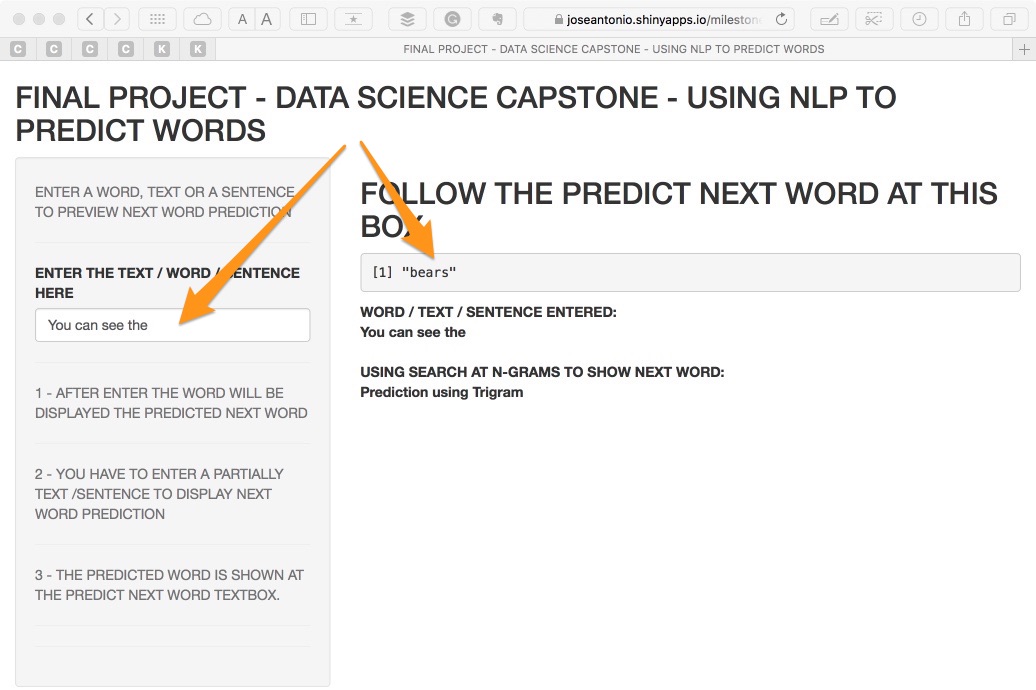 A A
joseantonio.shinyapps.io/mileston
C C C C K K
FINAL PROJECT - DATA SCIENCE CAPSTONE - USING NLP TO PREDICT WORDS
FINAL PROJECT - DATA SCIENCE CAPSTONE - USING NLP TO
PREDICT WORDS
ENTER A WORD, TEXT OR A SENTENCE
TO PREVIEW NEXT WORD PREDICTION
ENTER THE TEXT / WORD / SENTENCE
HERE
You can see the
1 - AFTER ENTER THE WORD WILL BE
DISPLAYED THE PREDICTED NEXT WORD
2 - YOU HAVE TO ENTER A PARTIALLY
TEXT /SENTENCE TO DISPLAY NEXT
WORD PREDICTION
3 - THE PREDICTED WORD IS SHOWN AT
THE PREDICT NEXT WORD TEXTBOX.
FOLLOW THE PREDICT NEXT WORD AT THIS
BOX
[1] "bears"
WORD / TEXT / SENTENCE ENTERED:
You can see the
USING SEARCH AT N-GRAMS TO SHOW NEXT WORD:
Prediction using Trigram